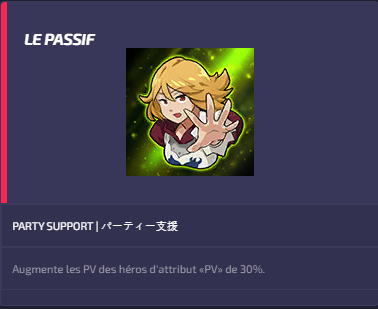 LE PASSIF
PARTY SUPPORT | パーティー支援
Augmente les PV des héros d'attribut «PV» de 30%.